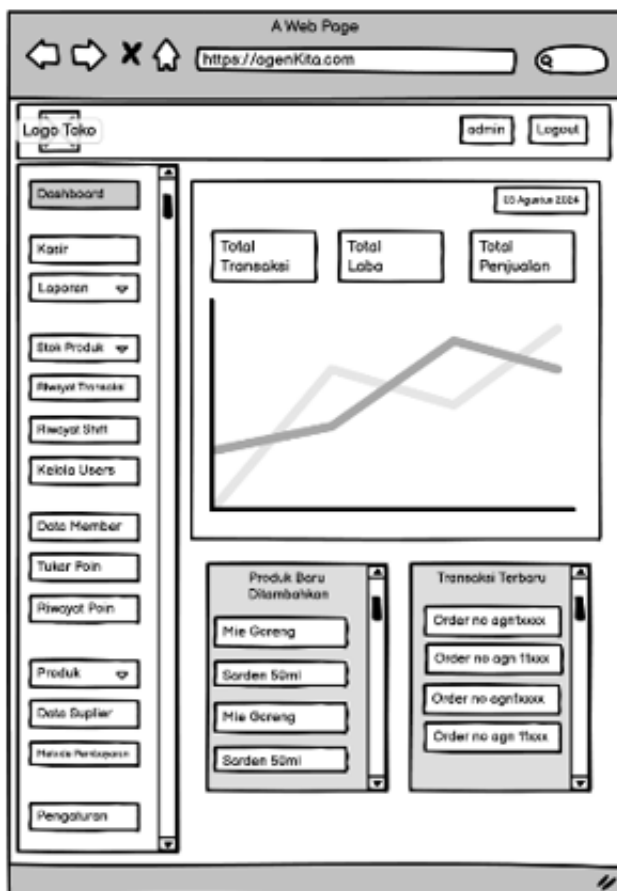 A Web Page
https://agenKita.com
Logo Toko
admin
Logout
Dashboard
Kasir
Laporan
Stok Produk
Riwayat Transaksi
Riwayat Shift
Kelola Users
Data Member
Tukar Poin
Riwayat Poin
Produk
Data Suplier
Metode Pembayaran
Pengaturan
Agustus 2024
Total
Transaksi
Total
Laba
Total
Penjualan
Produk Baru
Ditambahkan
Mie Goreng
Sarden 50ml
Mie Goreng
Sarden 50ml
Transaksi Terbaru
Order no agn1xxxx
Order no agn 11xxx
Order no agn1xxxx
Order no agn 11xxx